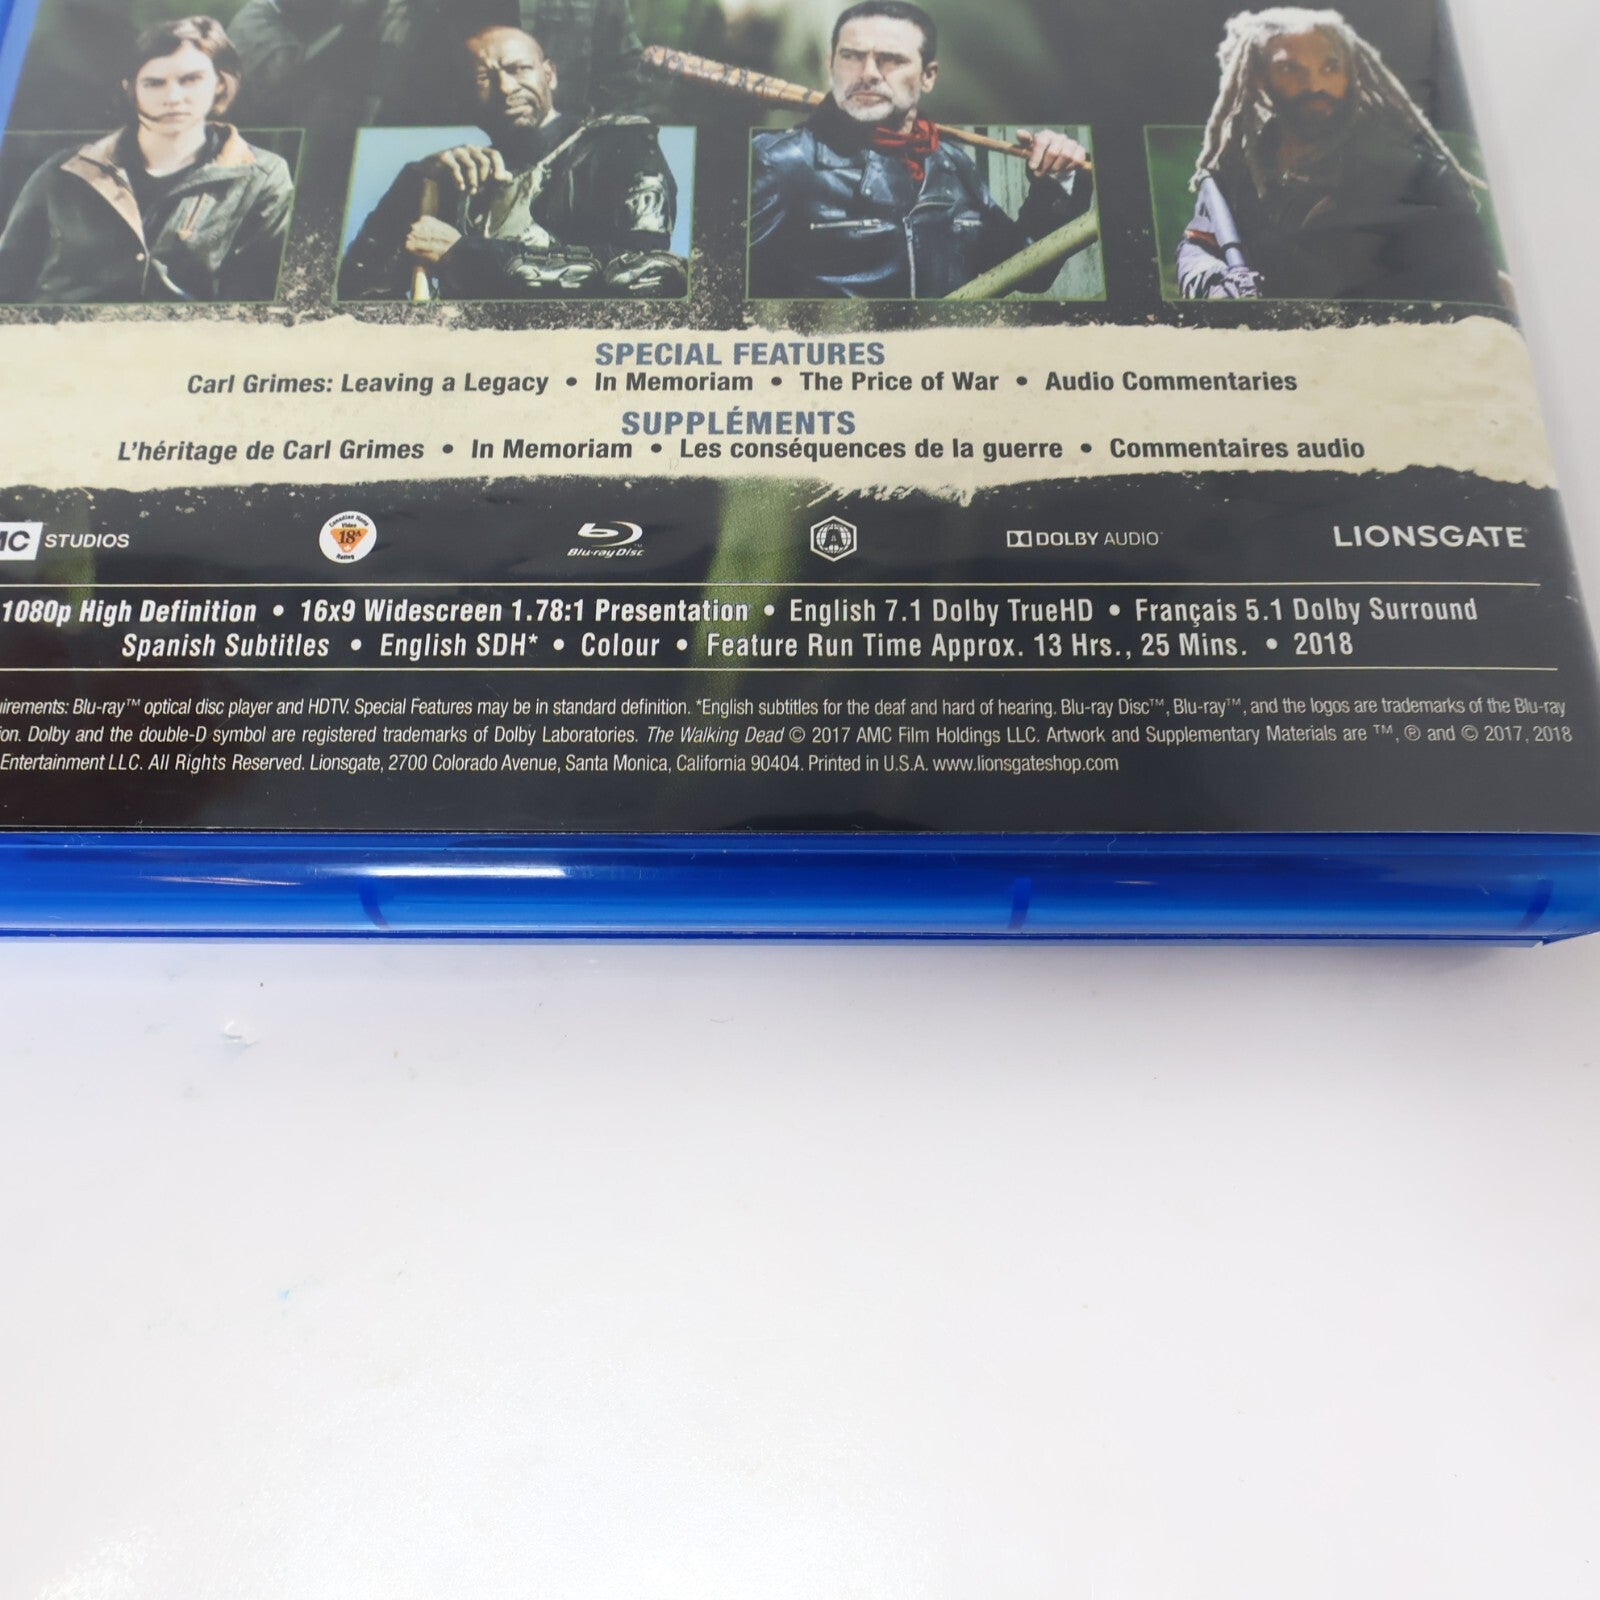 SPECIAL FEATURES
Carl Grimes: Leaving a Legacy • In Memoriam • The Price of War • Audio Commentaries
SUPPLÉMENTS
L'héritage de Carl Grimes • In Memoriam • Les conséquences de la guerre • Commentaires audio
STUDIOS Canadian Home Video 18A Rated Blu-ray Disc™ A DOLBY AUDIO™ LIONSGATE®
1080p High Definition • 16x9 Widescreen 1.78:1 Presentation • English 7.1 Dolby TrueHD • Français 5.1 Dolby Surround
Spanish Subtitles • English SDH* • Colour • Feature Run Time Approx. 13 Hrs., 25 Mins. • 2018
Blu-ray™ optical disc player and HDTV. Special Features may be in standard definition. *English subtitles for the deaf and hard of hearing. Blu-ray Disc™, Blu-ray™, and the logos are trademarks of the Blu-ray
Dolby and the double-D symbol are registered trademarks of Dolby Laboratories. The Walking Dead © 2017 AMC Film Holdings LLC. Artwork and Supplementary Materials are ™, ℗ and © 2017, 2018
Entertainment LLC. All Rights Reserved. Lionsgate, 2700 Colorado Avenue, Santa Monica, California 90404. Printed in U.S.A. www.lionsgateshop.com